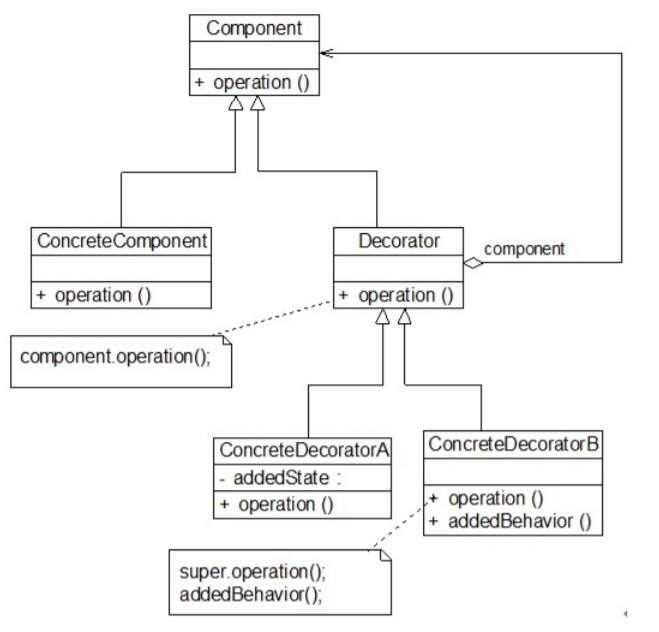 Component
+ operation ()
ConcreteComponent
+ operation ()
Decorator
+ operation ()
component
component.operation();
ConcreteDecoratorA
- addedState :
+ operation ()
ConcreteDecoratorB
+ operation ()
+ addedBehavior ()
super.operation();
addedBehavior();